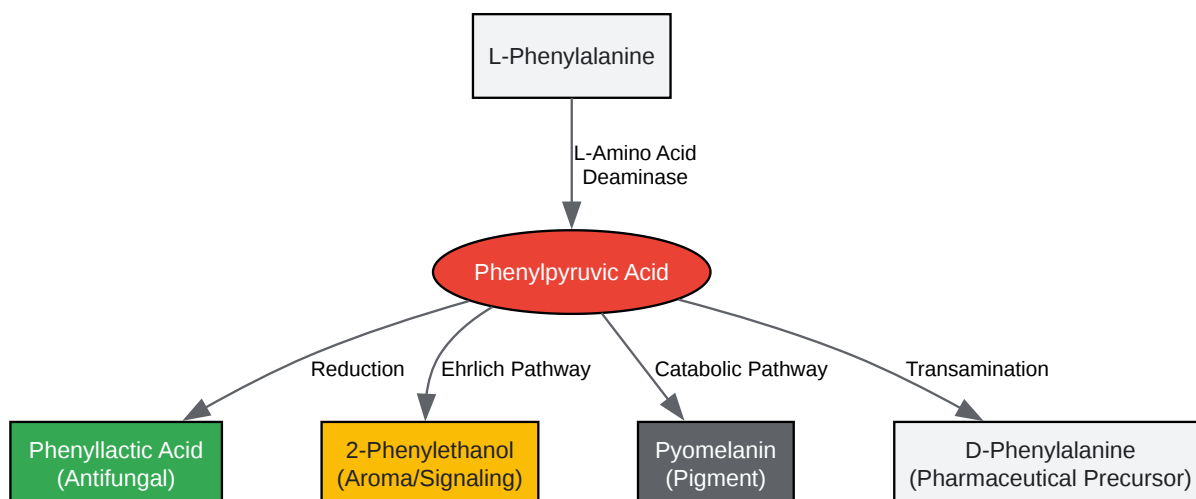 L-Phenylalanine
L-Amino Acid
Deaminase
Phenylpyruvic Acid
Reduction
Ehrlich Pathway
Catabolic Pathway
Transamination
Phenyllactic Acid
(Antifungal)
2-Phenylethanol
(Aroma/Signaling)
Pyomelanin
(Pigment)
D-Phenylalanine
(Pharmaceutical Precursor)